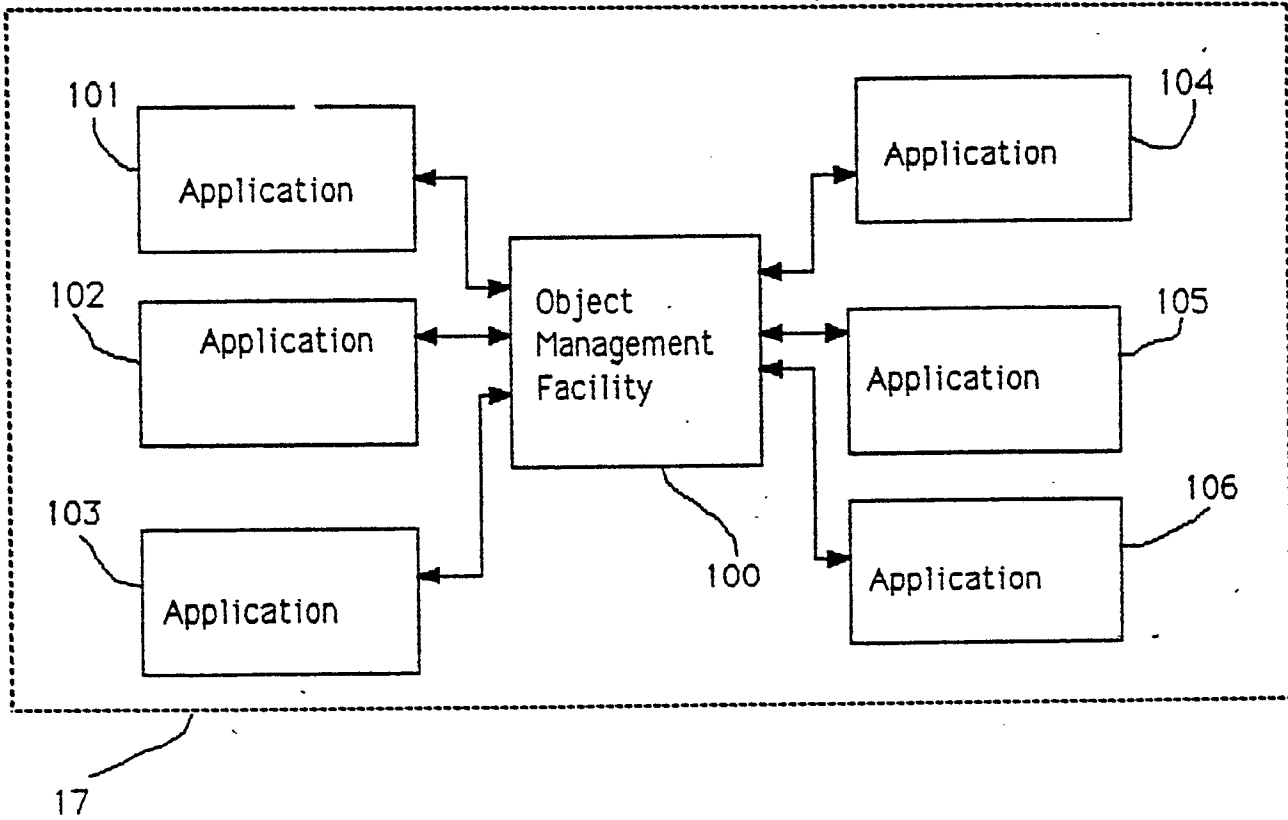 101
Application
102
Application
103
Application
Object
Management
Facility
100
104
Application
105
Application
106
Application
17